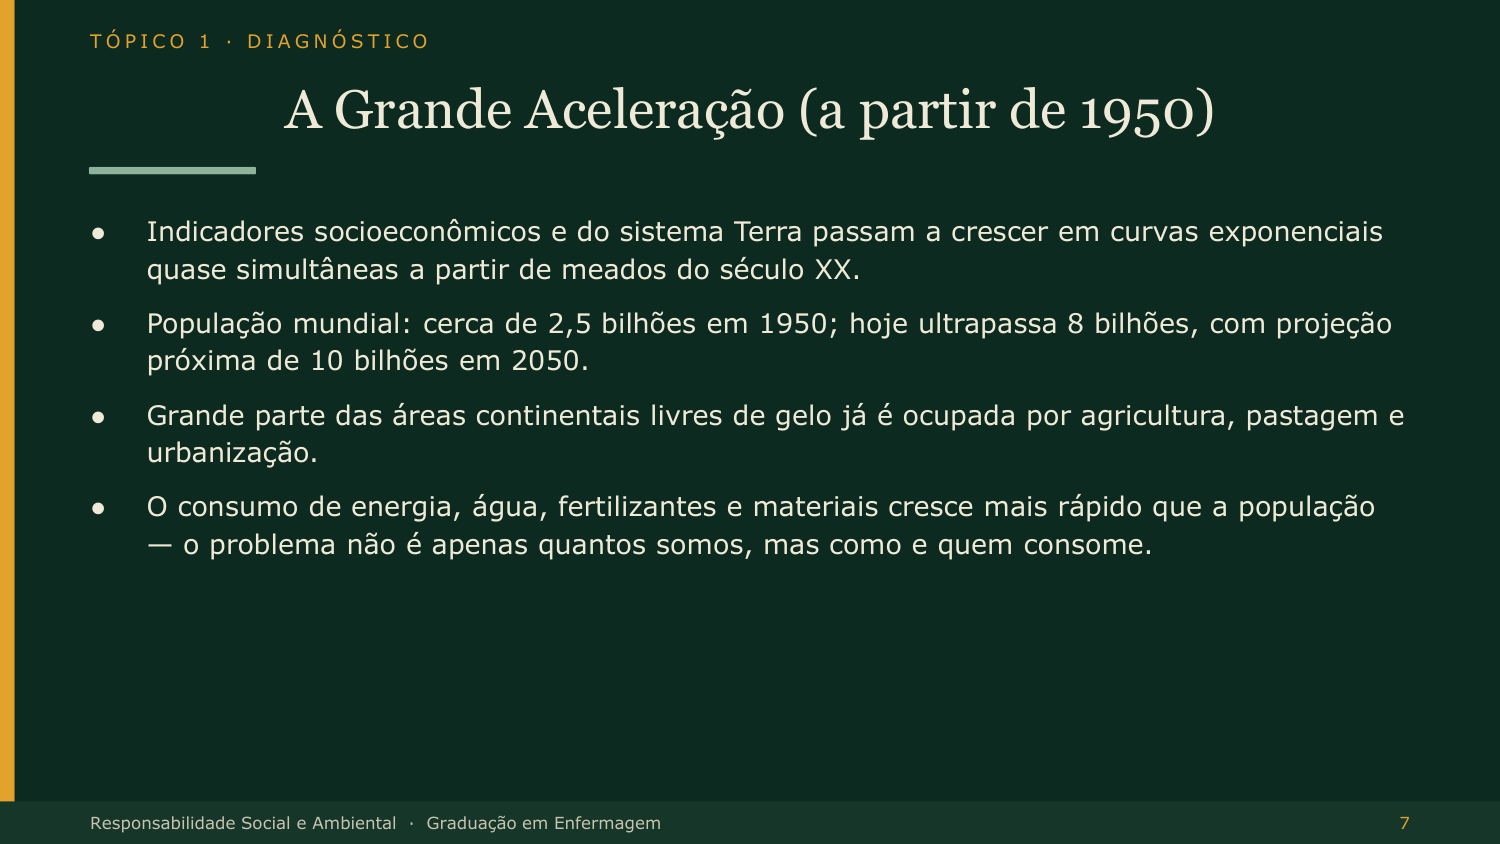 TÓPICO 1 · DIAGNÓSTICO
A Grande Aceleração (a partir de 1950)
● Indicadores socioeconômicos e do sistema Terra passam a crescer em curvas exponenciais
quase simultâneas a partir de meados do século XX.
● População mundial: cerca de 2,5 bilhões em 1950; hoje ultrapassa 8 bilhões, com projeção
próxima de 10 bilhões em 2050.
● Grande parte das áreas continentais livres de gelo já é ocupada por agricultura, pastagem e
urbanização.
● O consumo de energia, água, fertilizantes e materiais cresce mais rápido que a população
— o problema não é apenas quantos somos, mas como e quem consome.
Responsabilidade Social e Ambiental · Graduação em Enfermagem 7